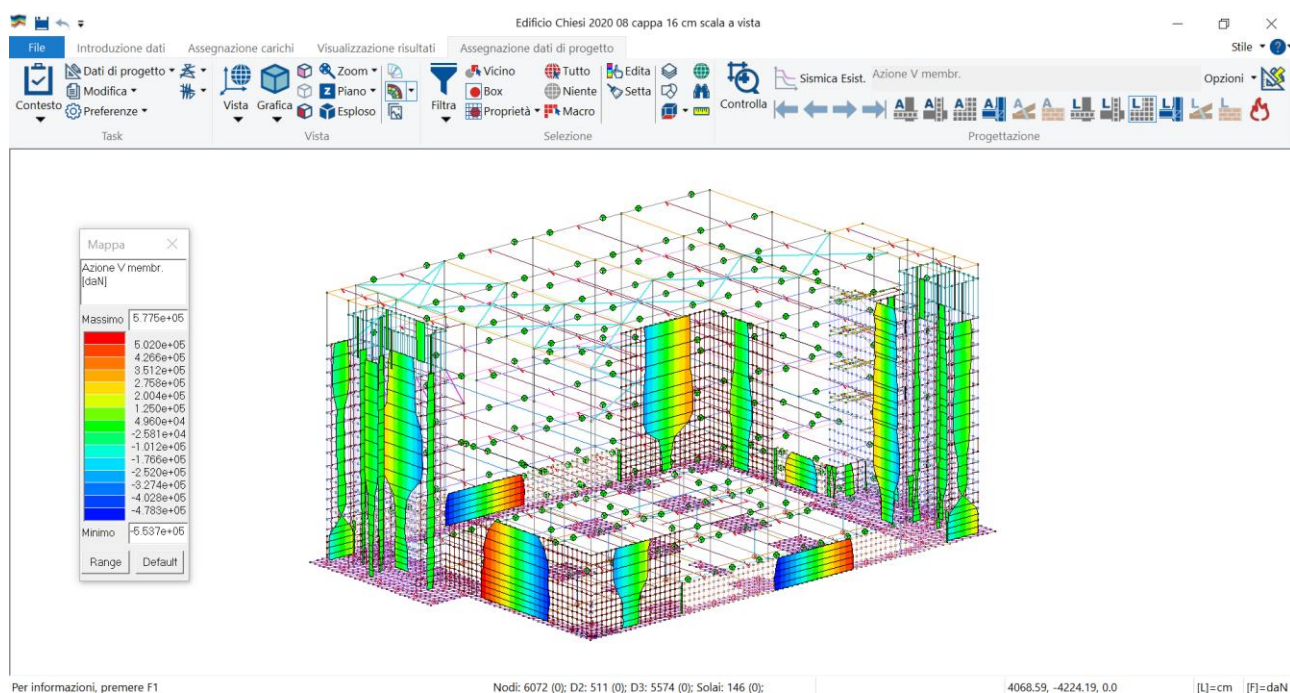 Edificio Chiesi 2020 08 cappa 16 cm scala a vista
File Introduzione dati Assegnazione carichi Visualizzazione risultati Assegnazione dati di progetto Stile ?
Contesto
Dati di progetto
Modifica
Preferenze
Task
Vista
Grafica
Zoom
Z Piano
Esploso
Vista
Filtra
Vicino
Box
Proprietà
Tutto
Niente
Macro
Edita
Setta
Selezione
Controlla
Sismica Esist. Azione V membr.
Opzioni
A A A A A A L L L L L L
Progettazione
Mappa
Azione V membr.
[daN]
Massimo 5.775e+05
5.020e+05
4.266e+05
3.512e+05
2.758e+05
2.004e+05
1.250e+05
4.960e+04
-2.581e+04
-1.012e+05
-1.766e+05
-2.520e+05
-3.274e+05
-4.028e+05
-4.783e+05
Minimo -5.537e+05
Range Default
Per informazioni, premere F1 Nodi: 6072 (0); D2: 511 (0); D3: 5574 (0); Solai: 146 (0); 4068.59, -4224.19, 0.0 [L]=cm [F]=daN